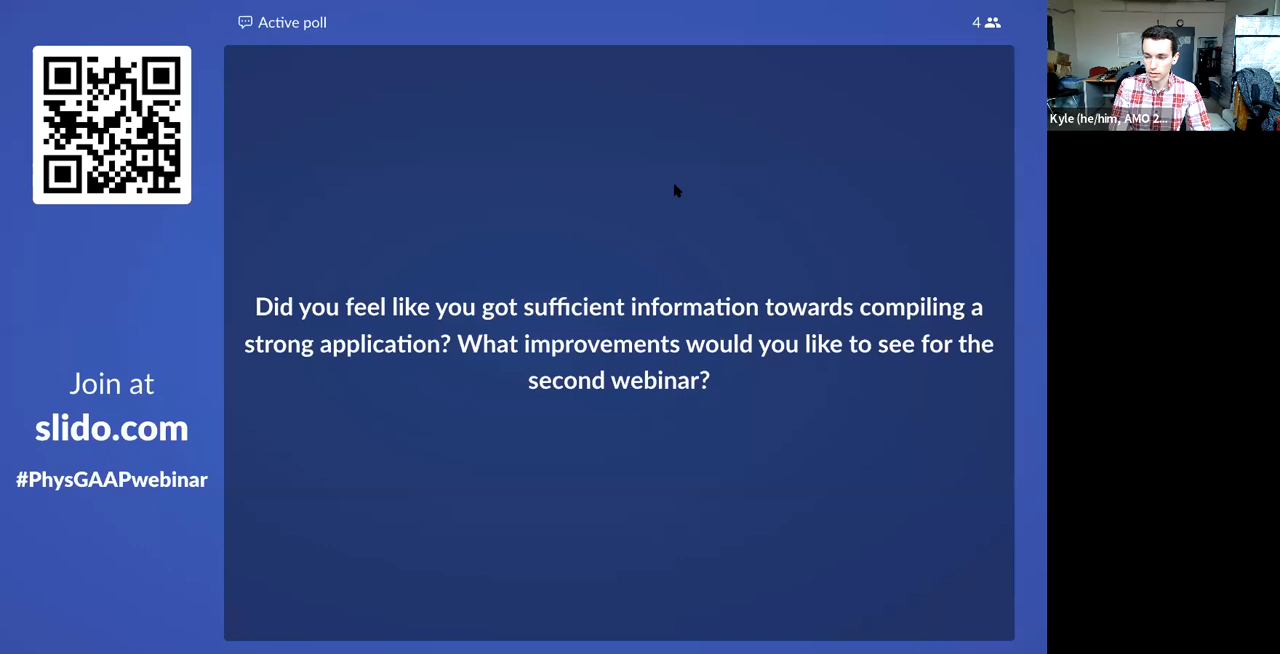 Active poll
4
Did you feel like you got sufficient information towards compiling a
strong application? What improvements would you like to see for the
second webinar?
Join at
slido.com
#PhysGAAPwebinar
Kyle (he/him, AMO 2...